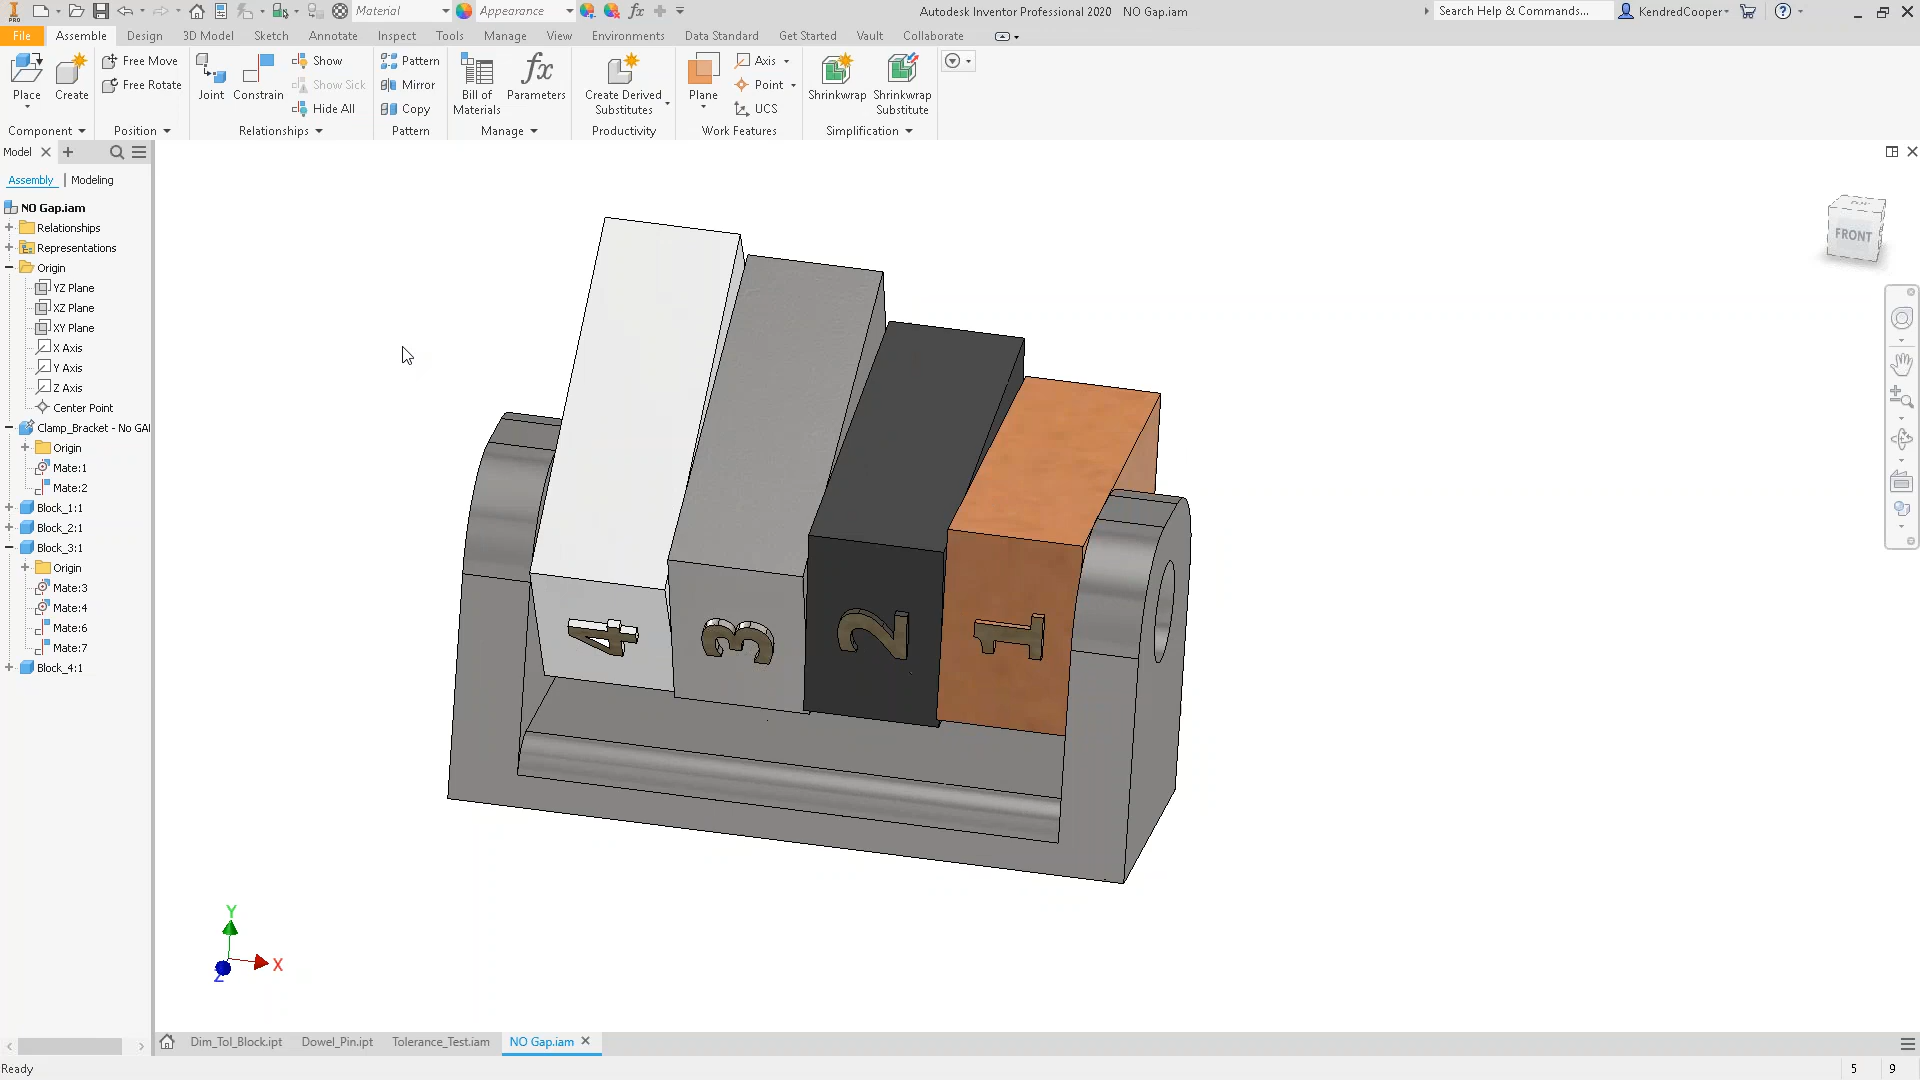 Material
Appearance
Autodesk Inventor Professional 2020 NO Gap.iam
Search Help & Commands...
KendredCooper
File Assemble Design 3D Model Sketch Annotate Inspect Tools Manage View Environments Data Standard Get Started Vault Collaborate
Place
Create
Free Move
Free Rotate
Joint
Constrain
Show
Show Sick
Hide All
Pattern
Mirror
Copy
Bill of
Materials
Parameters
Create Derived
Substitutes
Plane
Axis
Point
UCS
Shrinkwrap
Shrinkwrap
Substitute
Component Position Relationships Pattern Manage Productivity Work Features Simplification
Model
Assembly Modeling
NO Gap.iam
Relationships
Representations
Origin
YZ Plane
XZ Plane
XY Plane
X Axis
Y Axis
Z Axis
Center Point
Clamp_Bracket - No GA
Origin
Mate:1
Mate:2
Block_1:1
Block_2:1
Block_3:1
Origin
Mate:3
Mate:4
Mate:6
Mate:7
Block_4:1
TOP
FRONT
4 3 2 1
Y
X
Z
Dim_Tol_Block.ipt Dowel_Pin.ipt Tolerance_Test.iam NO Gap.iam
Ready
5 9